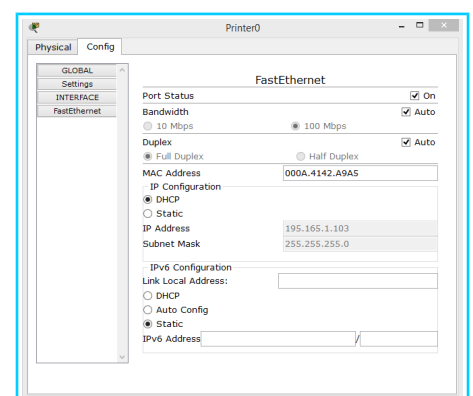 Printer0
Physical Config
GLOBAL
Settings
INTERFACE
FastEthernet
FastEthernet
Port Status On
Bandwidth Auto
10 Mbps 100 Mbps
Duplex Auto
Full Duplex Half Duplex
MAC Address 000A.4142.A9A5
IP Configuration
DHCP
Static
IP Address 195.165.1.103
Subnet Mask 255.255.255.0
IPv6 Configuration
Link Local Address:
DHCP
Auto Config
Static
IPv6 Address /